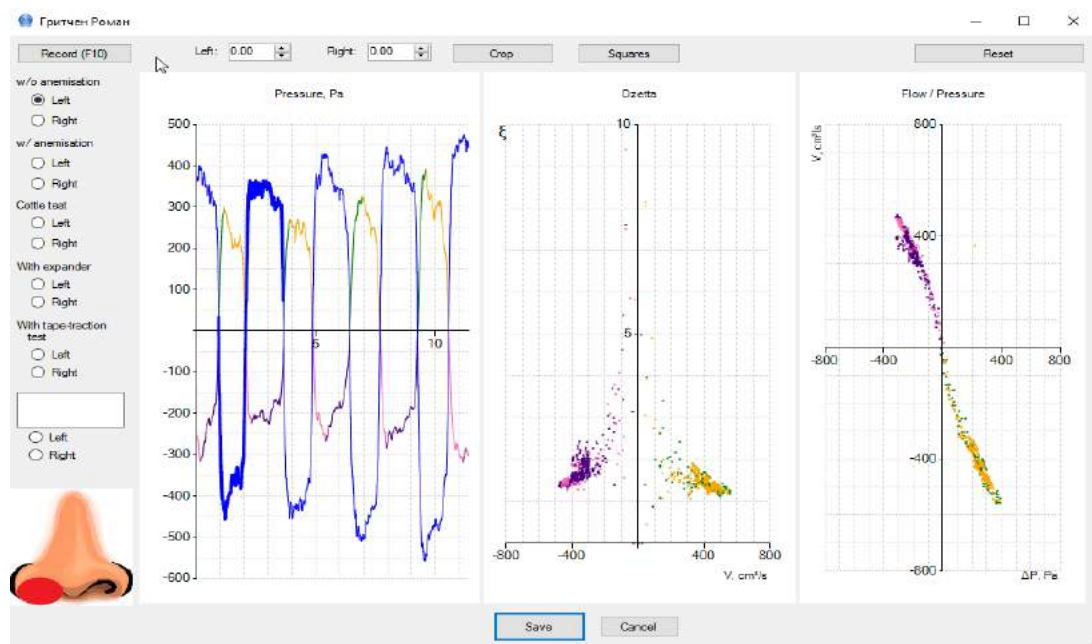 Гритчен Роман
Record (F10)
Left: 0.00
Right: 0.00
Crop
Squares
Reset
w/o anemisation
Left
Right
w/ anemisation
Left
Right
Cottle test
Left
Right
With expander
Left
Right
With tape-traction
test
Left
Right
Left
Right
Pressure, Pa
500
400
300
200
100
-100
-200
-300
-400
-500
-600
5
10
Dzetta
ξ
10
5
-800
-400
400
800
V, cm³/s
Flow / Pressure
V, cm³/s
800
400
-800
-400
400
800
-400
-800
ΔP, Pa
Save
Cancel